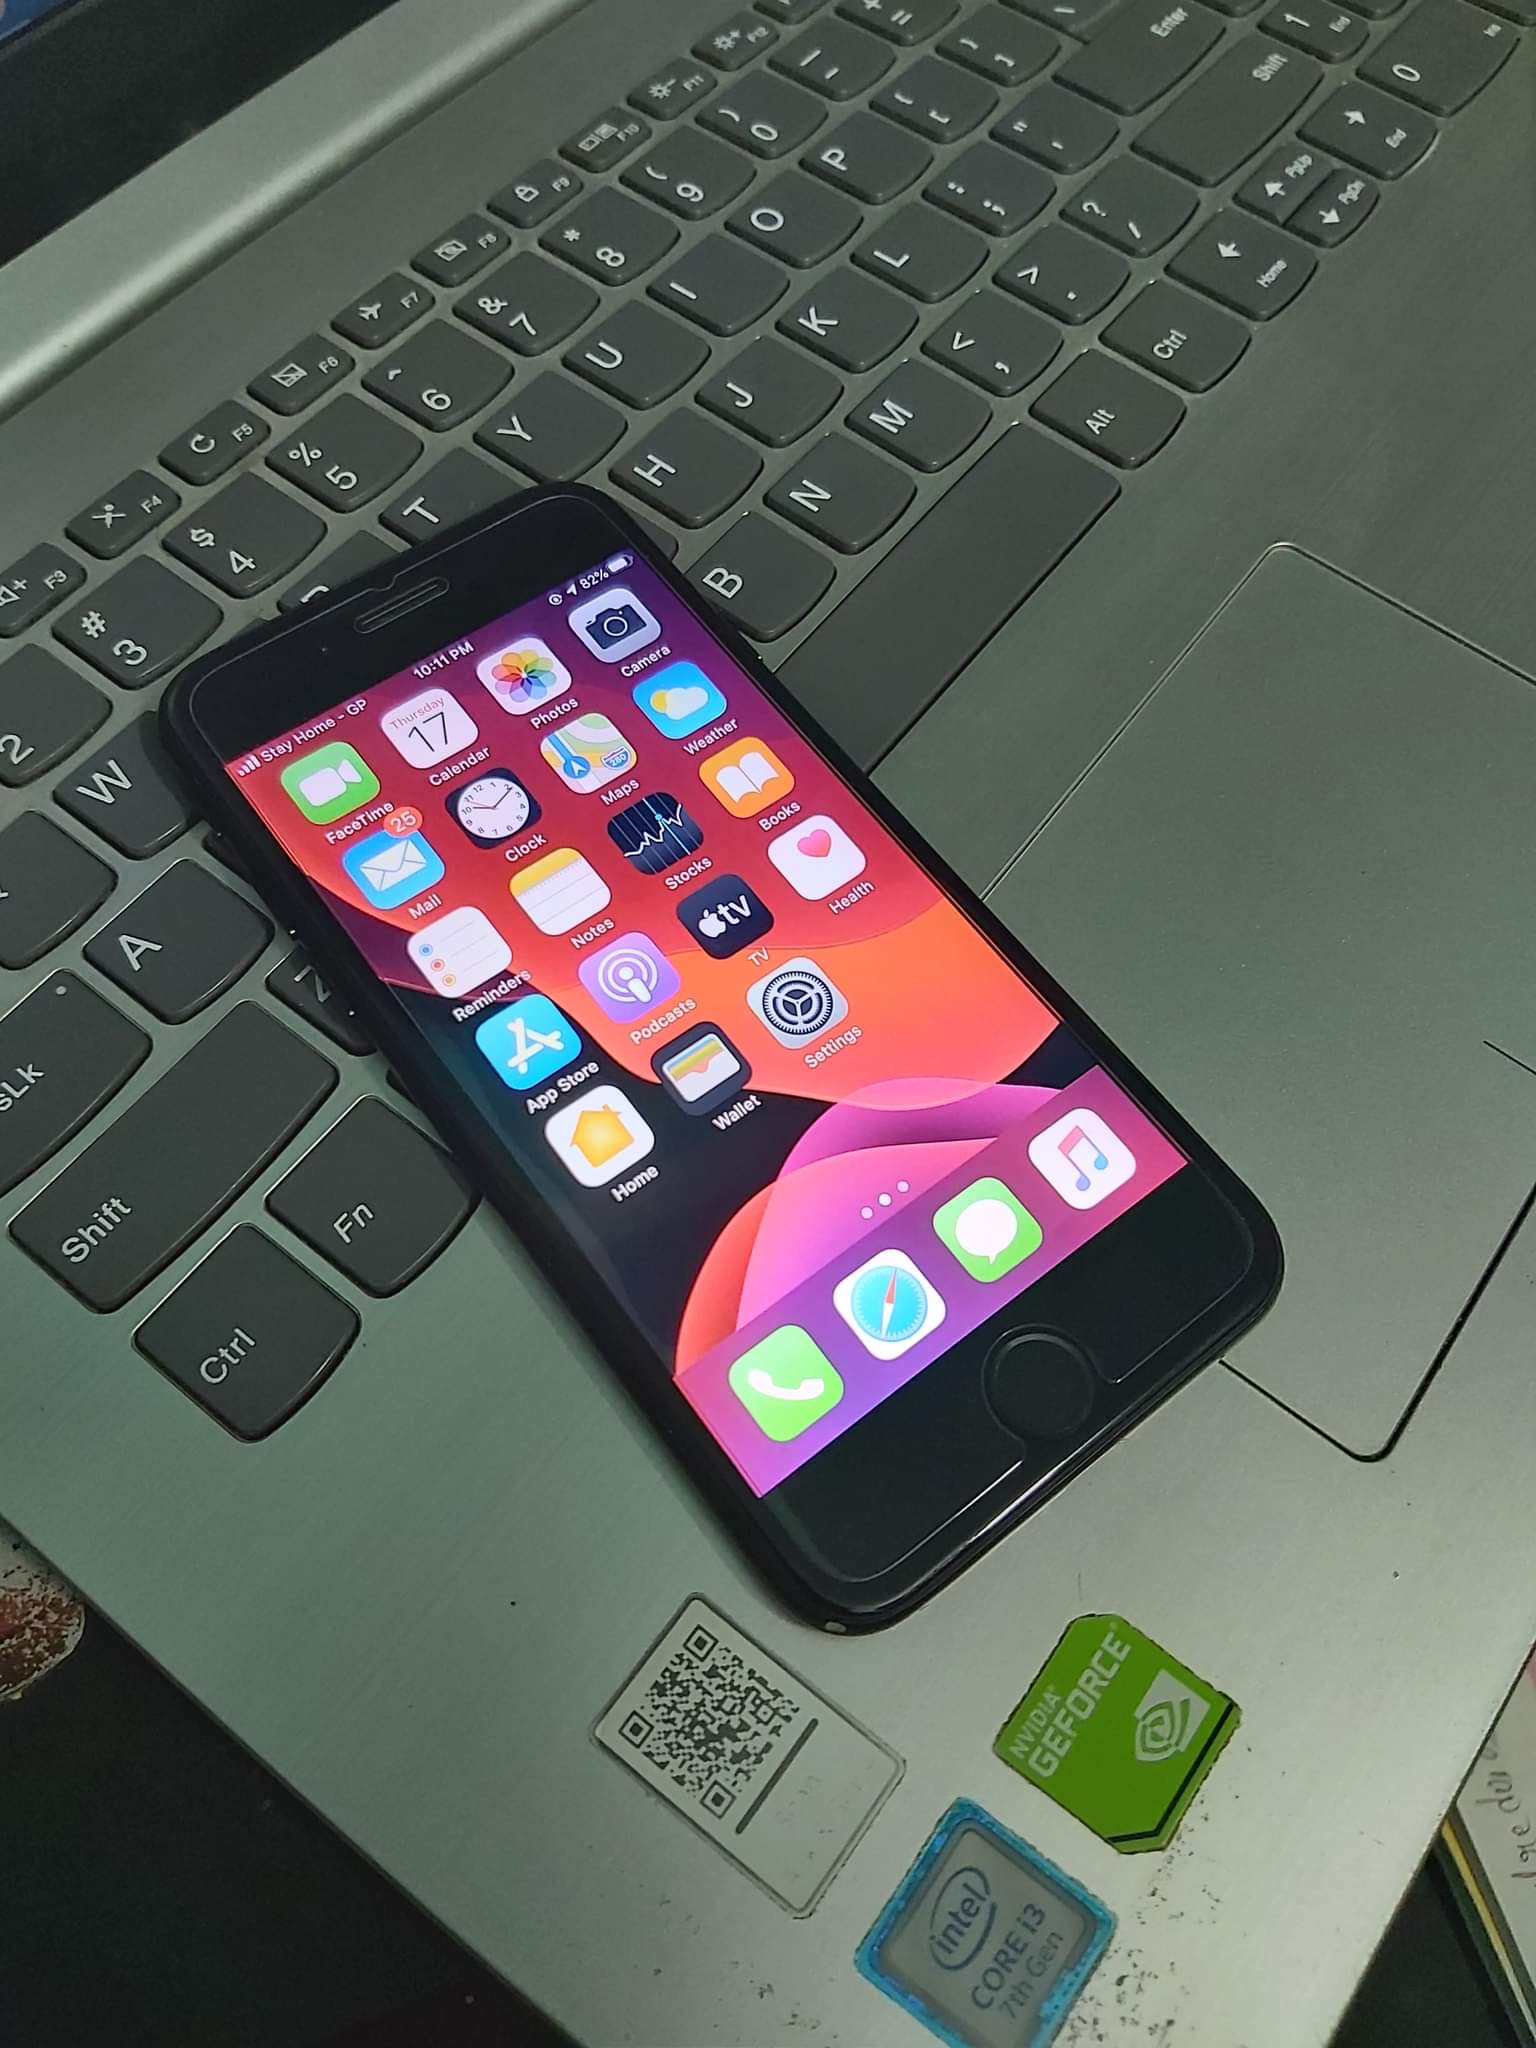 Stay Home - GP 10:11 PM 82%
FaceTime
Thursday
17
Calendar
Photos
Camera
25
Mail
Clock
Maps
280
Weather
Reminders
Notes
Stocks
Books
App Store
Podcasts
tv
TV
Health
Home
Wallet
Settings
F3 F4 F5 F6 F7 F8 F9 F10 F11 F12
2 # 3 $ 4 % 5 ^ 6 & 7 * 8 ( 9 ) 0 _ - + =
W T Y U I O P { [ } ] Enter
A H J K L : ; " '
Shift Z B N M < , > . ? / Shift
Ctrl Fn Alt Ctrl
PgUp PgDn Home End
1 End 0 Ins
NVIDIA
GEFORCE
intel
CORE i3
7th Gen